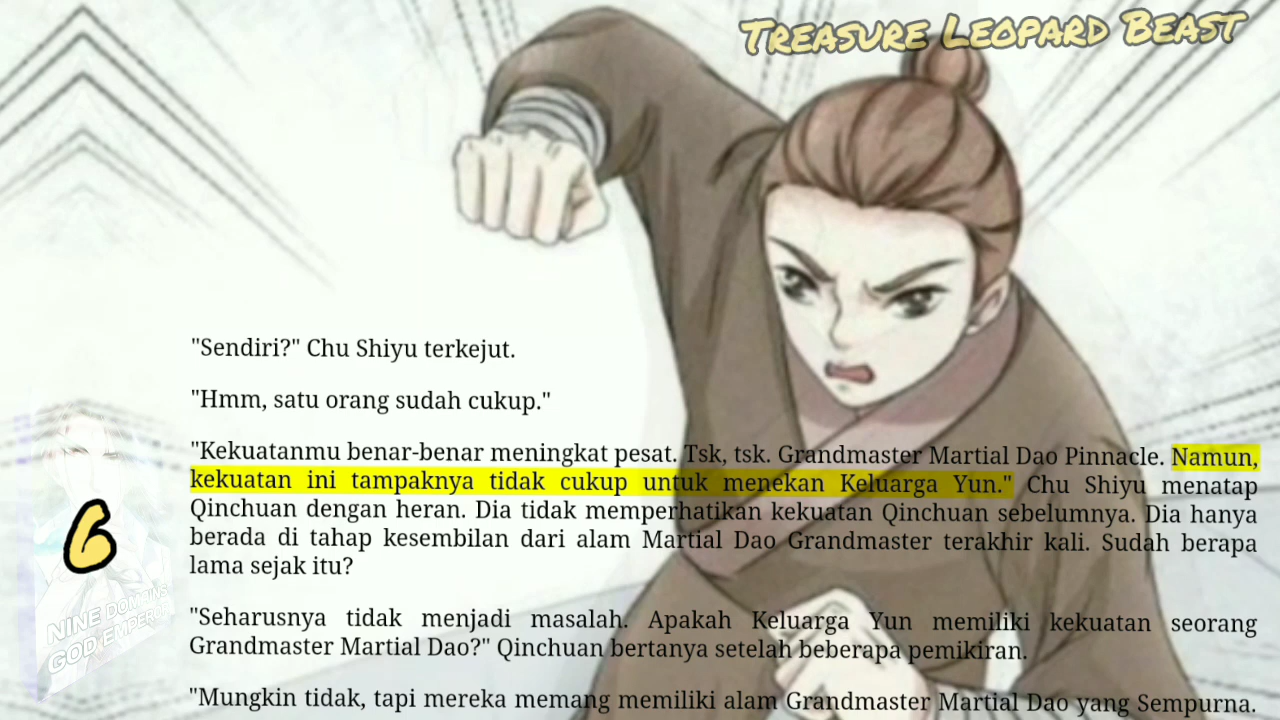 TREASURE LEOPARD BEAST
"Sendiri?" Chu Shiyu terkejut.
"Hmm, satu orang sudah cukup."
"Kekuatanmu benar-benar meningkat pesat. Tsk, tsk. Grandmaster Martial Dao Pinnacle. Namun,
kekuatan ini tampaknya tidak cukup untuk menekan Keluarga Yun." Chu Shiyu menatap
Qinchuan dengan heran. Dia tidak memperhatikan kekuatan Qinchuan sebelumnya. Dia hanya
berada di tahap kesembilan dari alam Martial Dao Grandmaster terakhir kali. Sudah berapa
lama sejak itu?
6
NINE DOMAINS
GOD EMPEROR
"Seharusnya tidak menjadi masalah. Apakah Keluarga Yun memiliki kekuatan seorang
Grandmaster Martial Dao?" Qinchuan bertanya setelah beberapa pemikiran.
"Mungkin tidak, tapi mereka memang memiliki alam Grandmaster Martial Dao yang Sempurna.